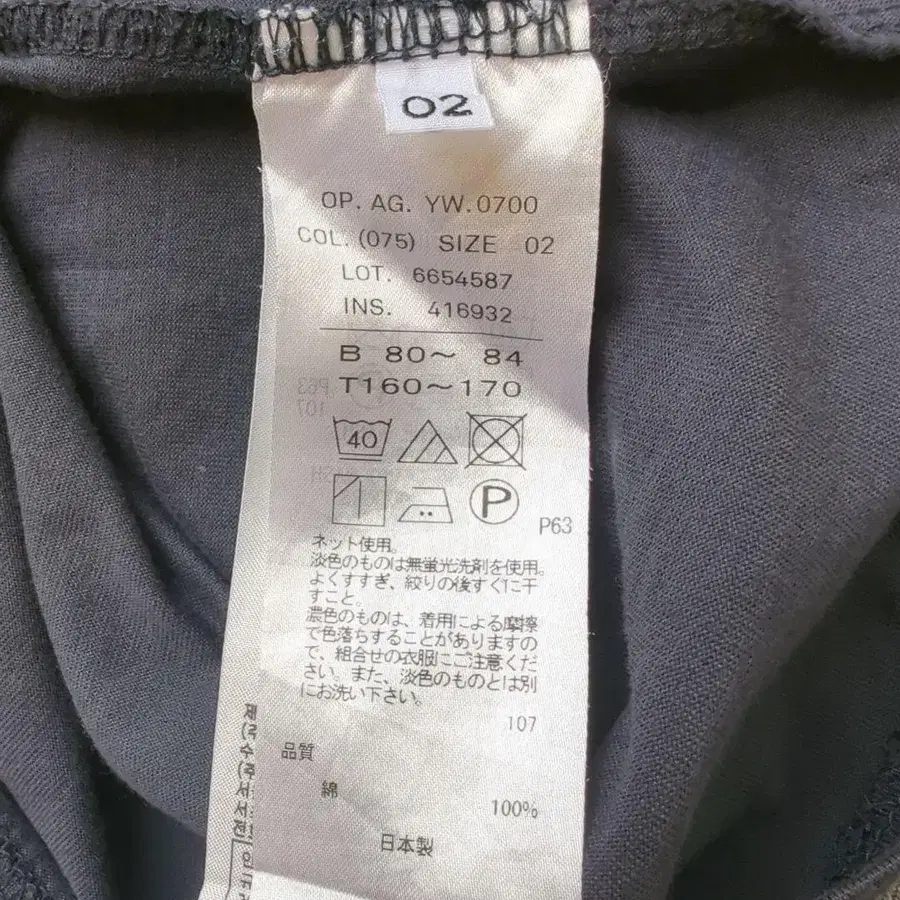 02
OP. AG. YW.0700
COL. (075) SIZE 02
LOT. 6654587
INS. 416932
B 80～ 84
T160～170
40
P
P63
ネット使用。
淡色のものは無蛍光洗剤を使用。
よくすすぎ、絞りの後すぐに干
すこと。
濃色のものは、着用による摩擦
で色落ちすることがありますの
で、組合せの衣服にご注意くだ
さい。また、淡色のものとは別
にお洗い下さい。
107
品質
綿 100%
日本製